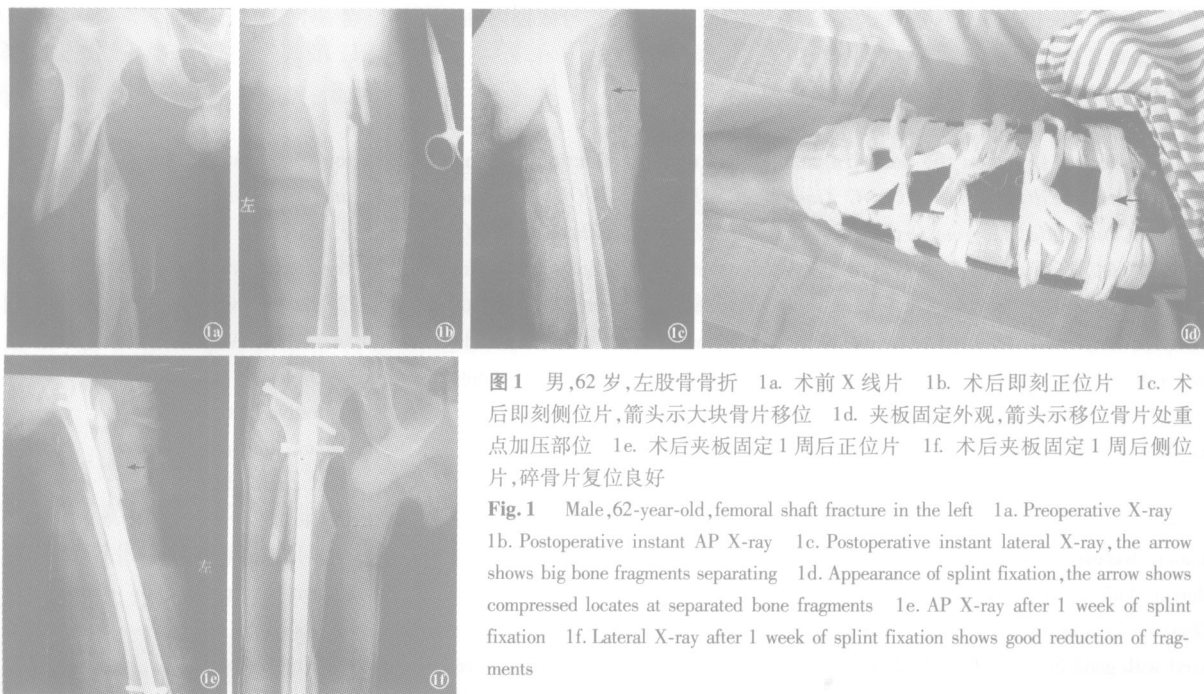 左
1a
1b
1c
1d
左
1e
1f
图1 男,62 岁,左股骨骨折 1a. 术前 X 线片 1b. 术后即刻正位片 1c. 术
后即刻侧位片,箭头示大块骨片移位 1d. 夹板固定外观,箭头示移位骨片处重
点加压部位 1e. 术后夹板固定 1 周后正位片 1f. 术后夹板固定 1 周后侧位
片,碎骨片复位良好
Fig. 1 Male,62-year-old,femoral shaft fracture in the left 1a. Preoperative X-ray
1b. Postoperative instant AP X-ray 1c. Postoperative instant lateral X-ray,the arrow
shows big bone fragments separating 1d. Appearance of splint fixation,the arrow shows
compressed locates at separated bone fragments 1e. AP X-ray after 1 week of splint
fixation 1f. Lateral X-ray after 1 week of splint fixation shows good reduction of frag-
ments